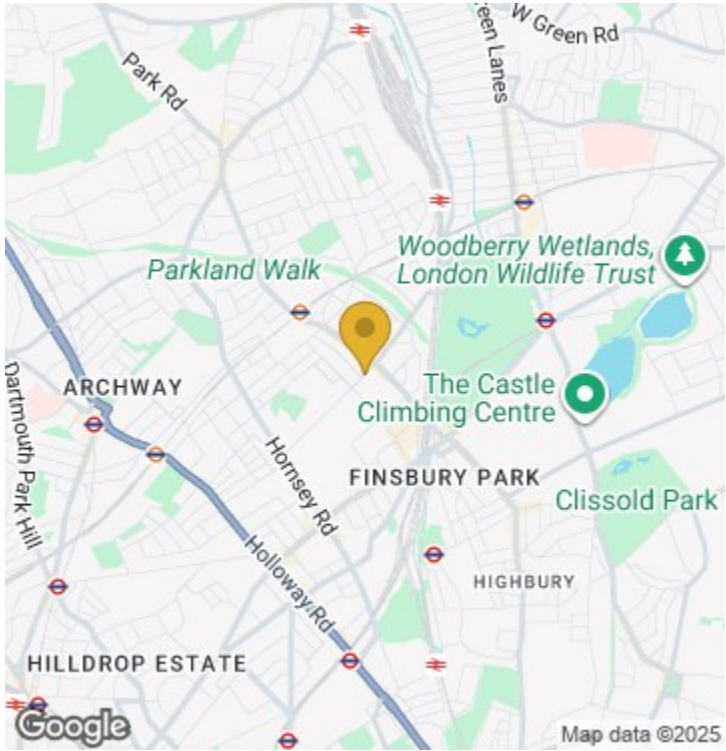 W Green Rd
Green Lanes
Park Rd
Woodberry Wetlands,
London Wildlife Trust
Parkland Walk
ARCHWAY
The Castle
Climbing Centre
Dartmouth Park Hill
Hornsey Rd
FINSBURY PARK
Clissold Park
Holloway Rd
HIGHBURY
HILLDROP ESTATE
Google
Map data ©2025